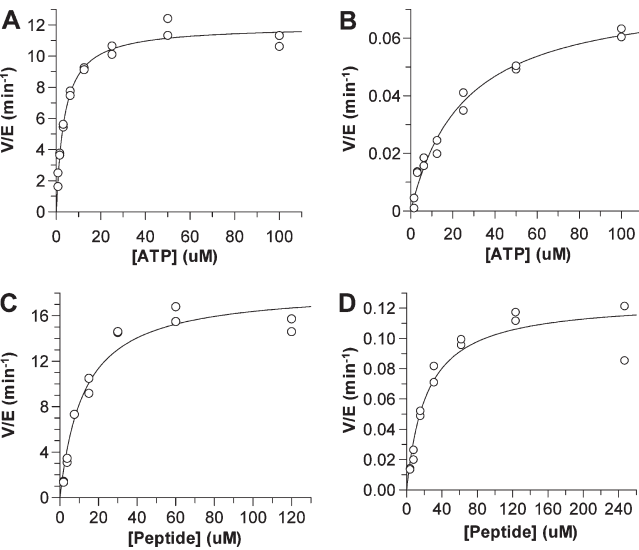 A
V/E (min-1)
12
10
8
6
4
2
0
0 20 40 60 80 100
[ATP] (uM)
B
V/E (min-1)
0.06
0.04
0.02
0
0 20 40 60 80 100
[ATP] (uM)
C
V/E (min-1)
16
12
8
4
0
0 20 40 60 80 100 120
[Peptide] (uM)
D
V/E (min-1)
0.12
0.10
0.08
0.06
0.04
0.02
0.00
0 40 80 120 160 200 240
[Peptide] (uM)